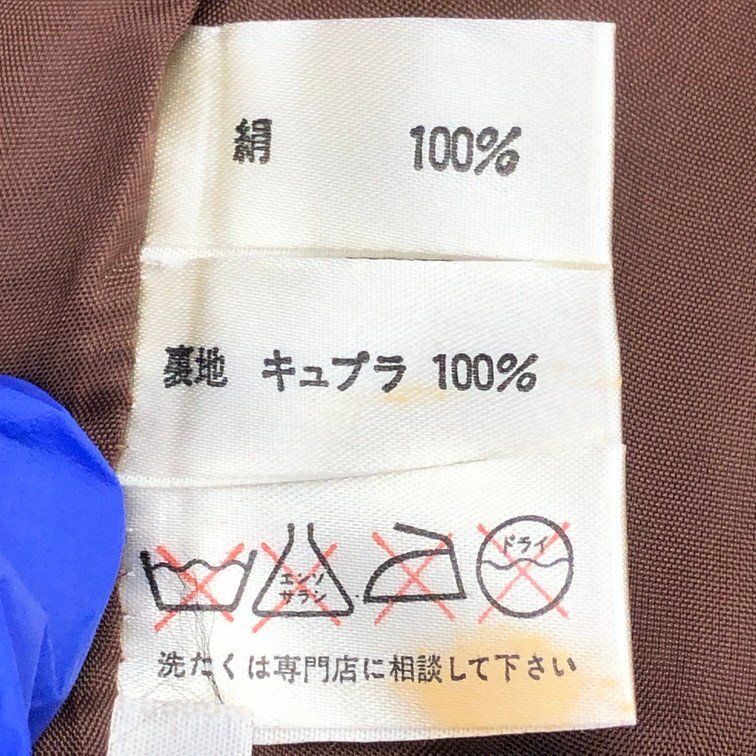 絹 100%
裏地 キュプラ 100%
エンソ
サラシ
ドライ
洗たくは専門店に相談して下さい